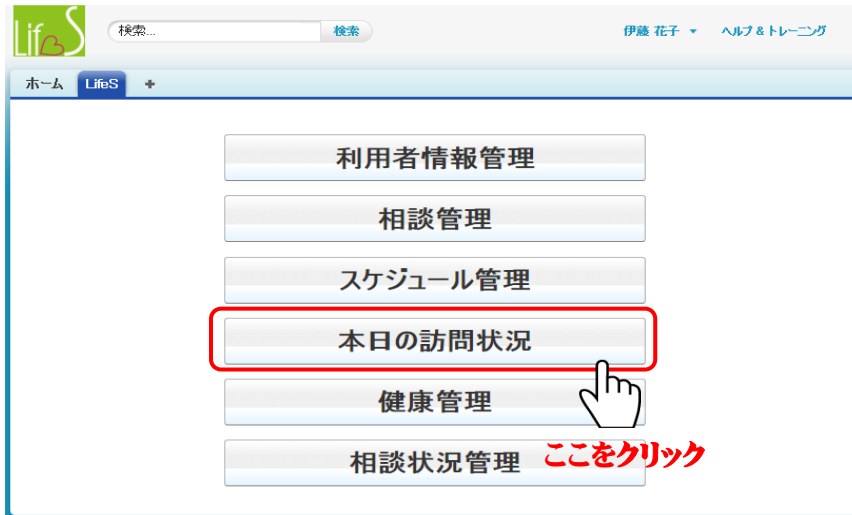 LifeS
検索...
検索
伊藤 花子
ヘルプ & トレーニング
ホーム
LifeS
+
利用者情報管理
相談管理
スケジュール管理
本日の訪問状況
健康管理
相談状況管理
ここをクリック